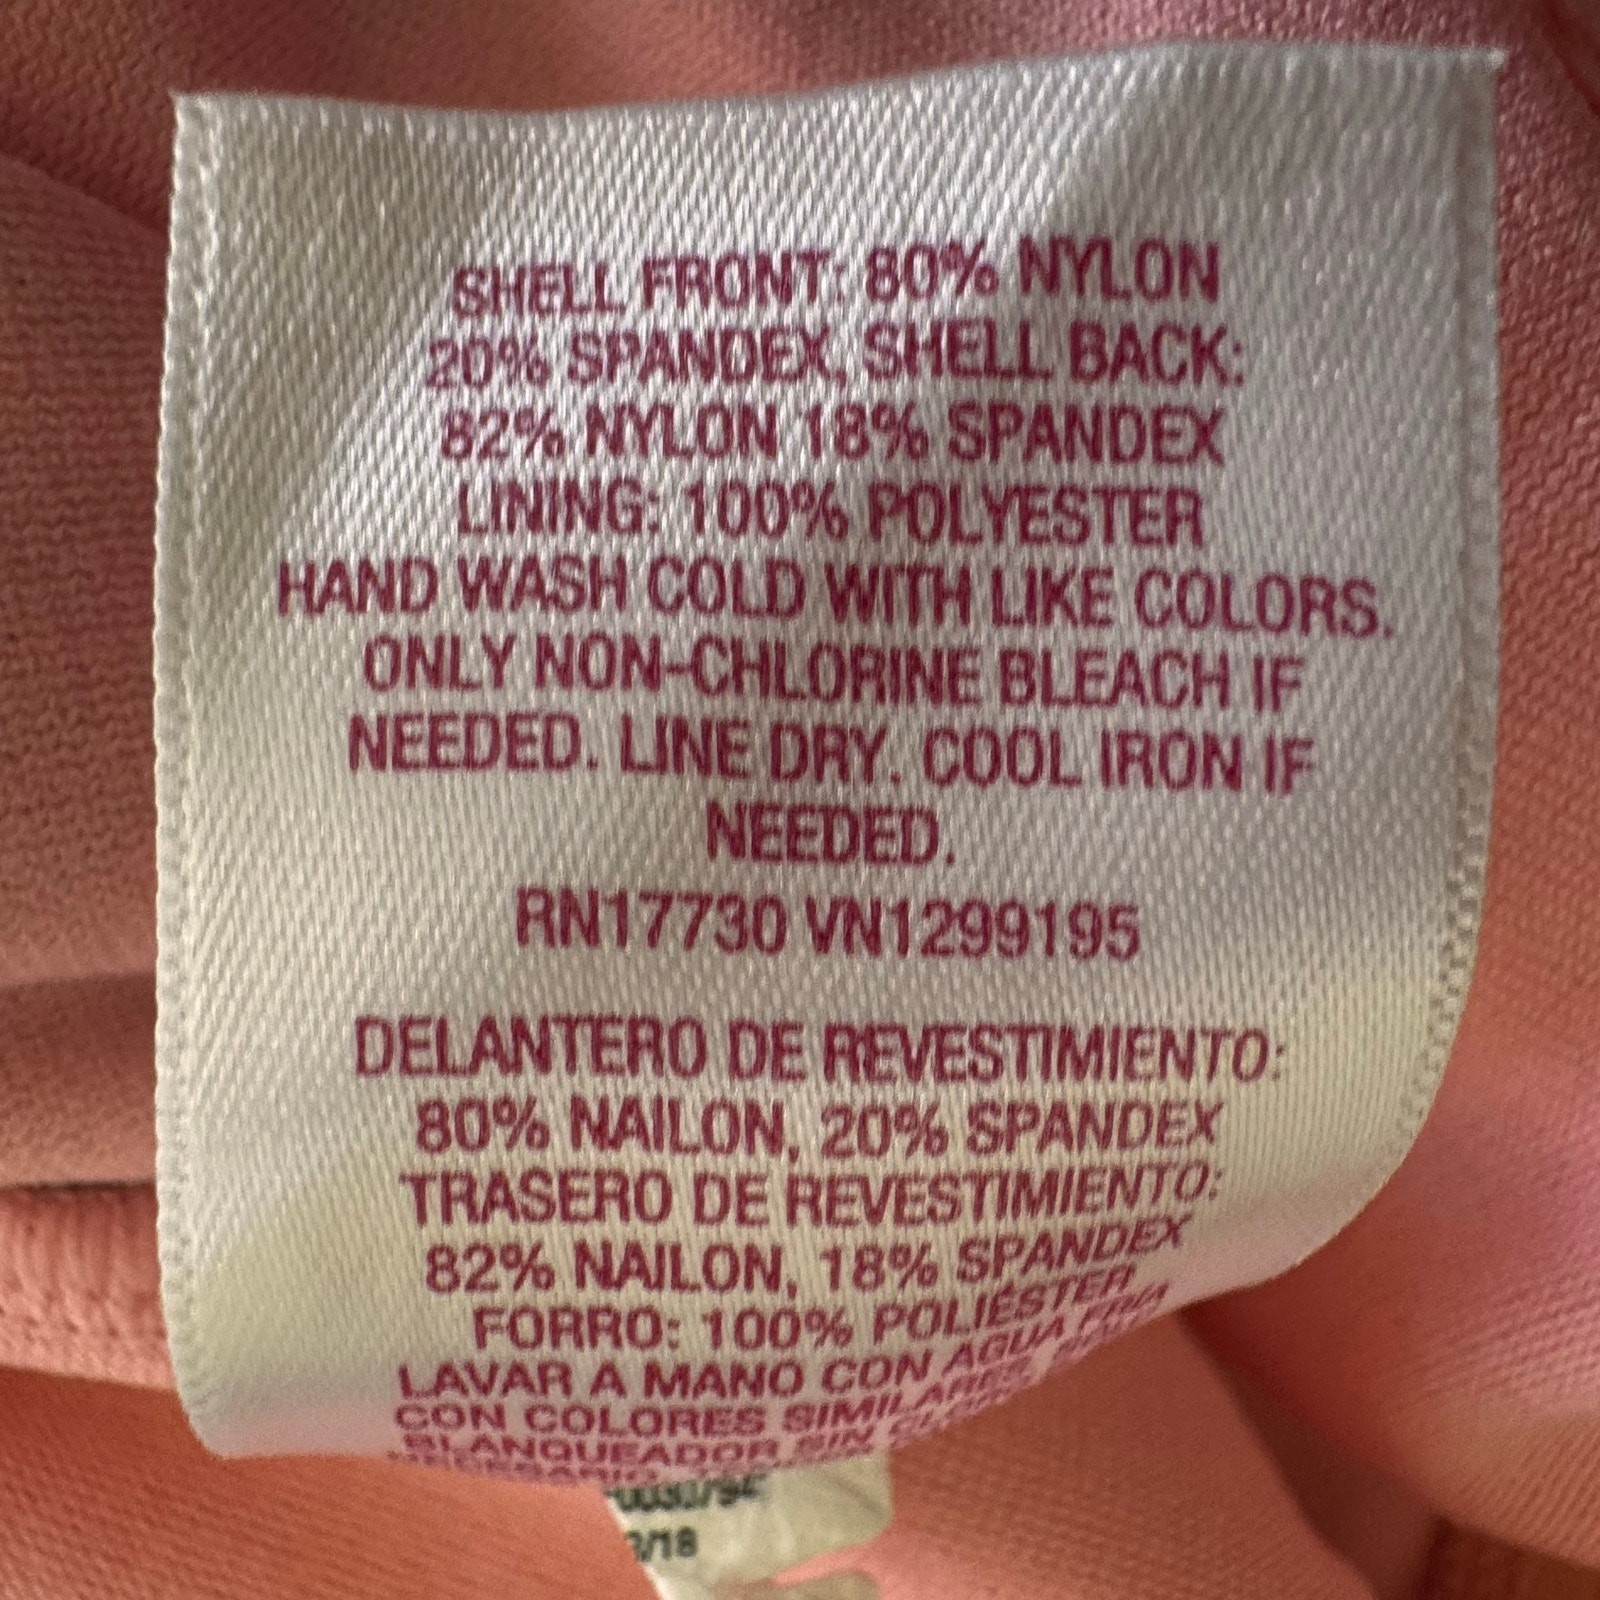 SHELL FRONT: 80% NYLON
20% SPANDEX, SHELL BACK:
82% NYLON 18% SPANDEX
LINING: 100% POLYESTER
HAND WASH COLD WITH LIKE COLORS.
ONLY NON-CHLORINE BLEACH IF
NEEDED. LINE DRY. COOL IRON IF
NEEDED.
RN17730 VN1299195
DELANTERO DE REVESTIMIENTO:
80% NAILON, 20% SPANDEX
TRASERO DE REVESTIMIENTO:
82% NAILON, 18% SPANDEX
FORRO: 100% POLIÉSTER
LAVAR A MANO CON AGUA FRIA
CON COLORES SIMILARES.
BLANQUEADOR SIN
/18